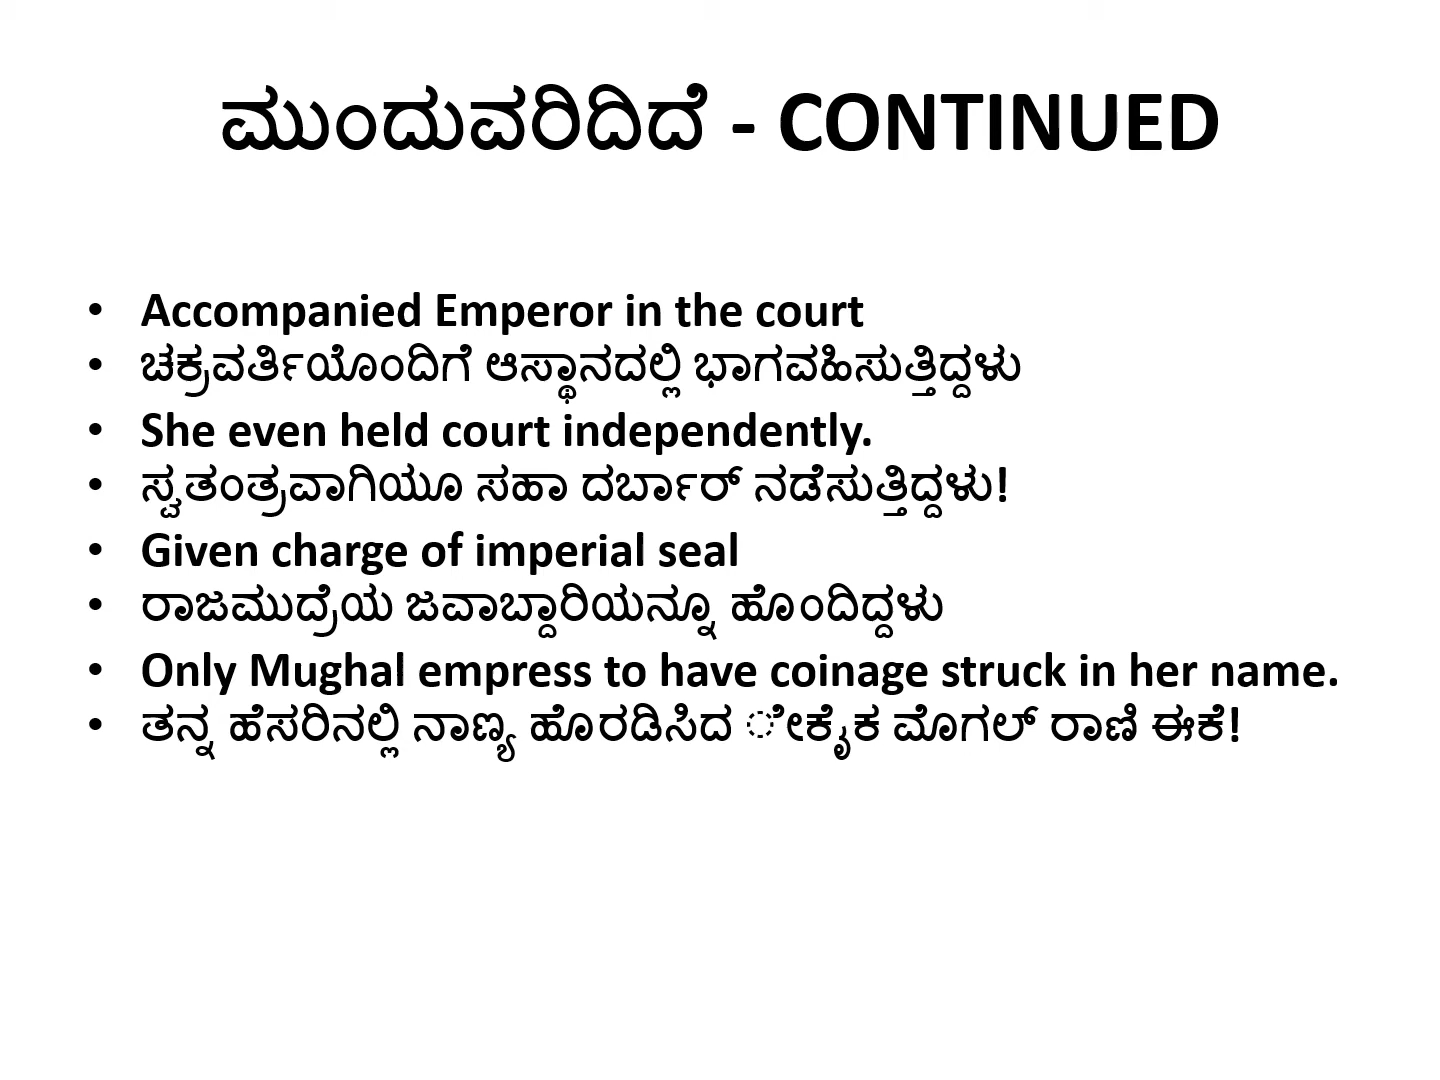 ಮುಂದುವರಿದಿದೆ - CONTINUED
• Accompanied Emperor in the court
• ಚಕ್ರವರ್ತಿಯೊಂದಿಗೆ ಆಸ್ಥಾನದಲ್ಲಿ ಭಾಗವಹಿಸುತ್ತಿದ್ದಳು
• She even held court independently.
• ಸ್ವತಂತ್ರವಾಗಿಯೂ ಸಹಾ ದರ್ಬಾರ್ ನಡೆಸುತ್ತಿದ್ದಳು!
• Given charge of imperial seal
• ರಾಜಮುದ್ರೆಯ ಜವಾಬ್ದಾರಿಯನ್ನೂ ಹೊಂದಿದ್ದಳು
• Only Mughal empress to have coinage struck in her name.
• ತನ್ನ ಹೆಸರಿನಲ್ಲಿ ನಾಣ್ಯ ಹೊರಡಿಸಿದ ೇಕೈಕ ಮೊಗಲ್ ರಾಣಿ ಈಕೆ!